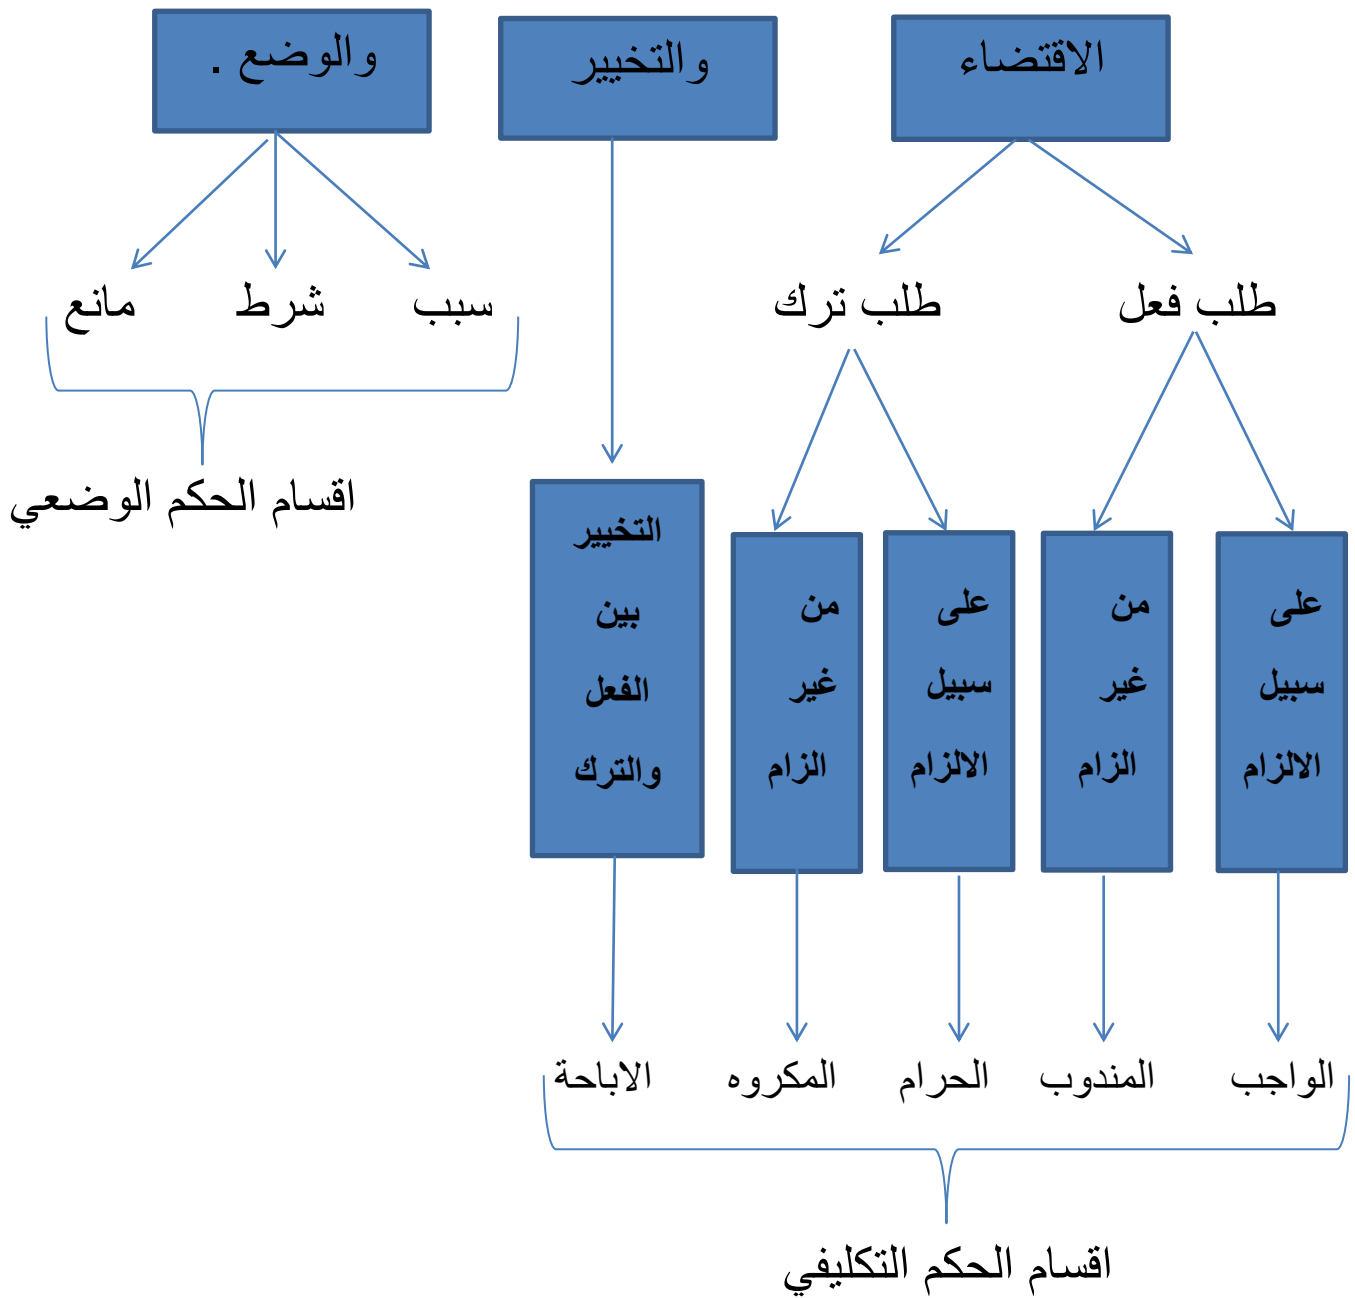 الاقتضاء
والتخيير
والوضع .
طلب فعل
طلب ترك
سبب
شرط
مانع
اقسام الحكم الوضعي
على
سبيل
الالزام
من
غير
الزام
على
سبيل
الالزام
من
غير
الزام
التخيير
بين
الفعل
والترك
الواجب
المندوب
الحرام
المكروه
الاباحة
اقسام الحكم التكليفي